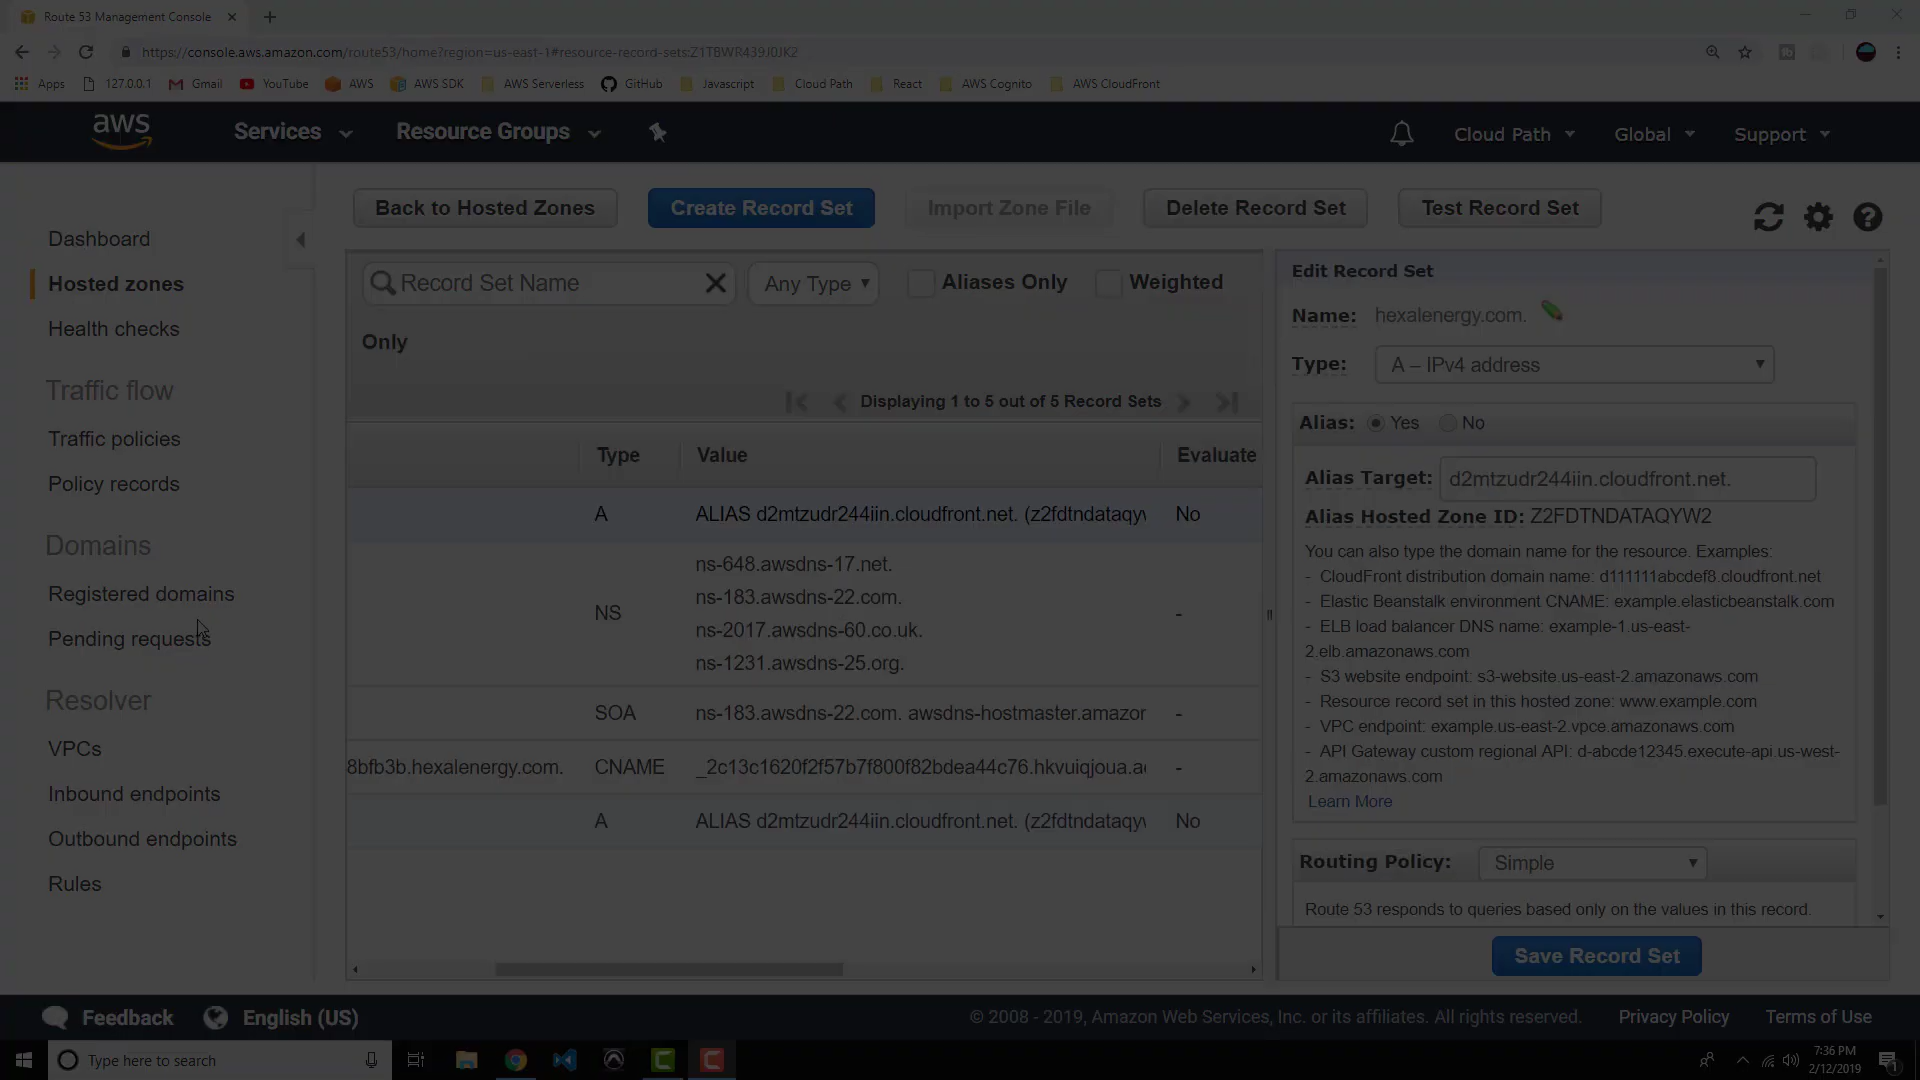 Route 53 Management Console
https://console.aws.amazon.com/route53/home?region=us-east-1#resource-record-sets:Z1TBWR439J0JK2
Apps 127.0.0.1 Gmail YouTube AWS AWS SDK AWS Serverless GitHub Javascript Cloud Path React AWS Cognito AWS CloudFront
aws Services Resource Groups Cloud Path Global Support
Back to Hosted Zones Create Record Set Import Zone File Delete Record Set Test Record Set
Dashboard
Hosted zones
Health checks
Traffic flow
Traffic policies
Policy records
Domains
Registered domains
Pending requests
Resolver
VPCs
Inbound endpoints
Outbound endpoints
Rules
Record Set Name Any Type Aliases Only Weighted
Only
Displaying 1 to 5 out of 5 Record Sets
Type Value Evaluate
A ALIAS d2mtzudr244iin.cloudfront.net. (z2fdtndataqyv No
ns-648.awsdns-17.net.
ns-183.awsdns-22.com.
NS -
ns-2017.awsdns-60.co.uk.
ns-1231.awsdns-25.org.
SOA ns-183.awsdns-22.com. awsdns-hostmaster.amazor -
8bfb3b.hexalenergy.com. CNAME _2c13c1620f2f57b7f800f82bdea44c76.hkvuiqjoua.a -
A ALIAS d2mtzudr244iin.cloudfront.net. (z2fdtndataqyv No
Edit Record Set
Name: hexalenergy.com.
Type: A – IPv4 address
Alias: Yes No
Alias Target: d2mtzudr244iin.cloudfront.net.
Alias Hosted Zone ID: Z2FDTNDATAQYW2
You can also type the domain name for the resource. Examples:
- CloudFront distribution domain name: d111111abcdef8.cloudfront.net
- Elastic Beanstalk environment CNAME: example.elasticbeanstalk.com
- ELB load balancer DNS name: example-1.us-east-
2.elb.amazonaws.com
- S3 website endpoint: s3-website.us-east-2.amazonaws.com
- Resource record set in this hosted zone: www.example.com
- VPC endpoint: example.us-east-2.vpce.amazonaws.com
- API Gateway custom regional API: d-abcde12345.execute-api.us-west-
2.amazonaws.com
Learn More
Routing Policy: Simple
Route 53 responds to queries based only on the values in this record.
Save Record Set
Feedback English (US) © 2008 - 2019, Amazon Web Services, Inc. or its affiliates. All rights reserved. Privacy Policy Terms of Use
Type here to search
7:36 PM
2/12/2019
1